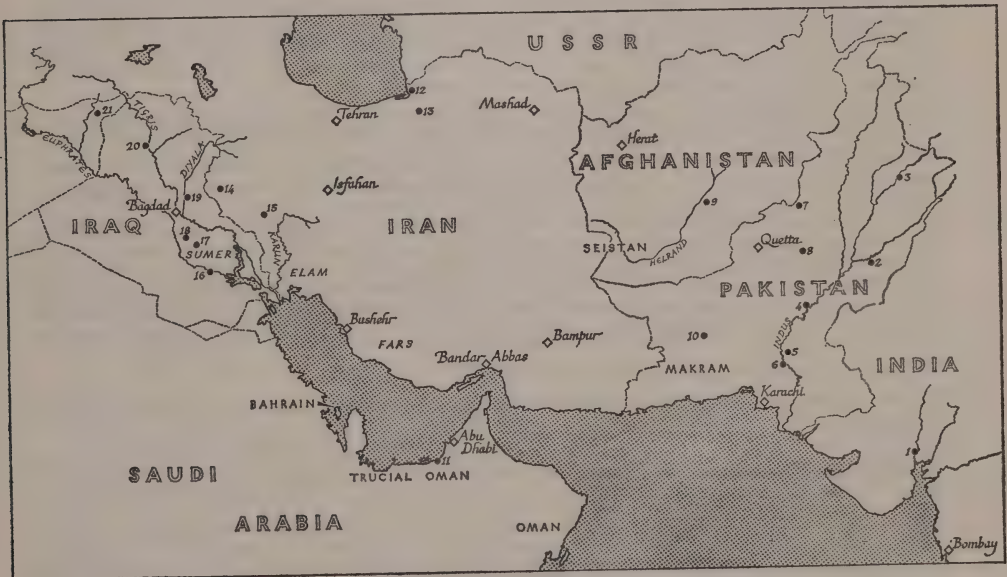 USSR
12
Tehran
13
Mashad
21
TIGRIS
EUPHRATES
20
DIYALA
Herat
AFGHANISTAN
3
Isfahan
14
19
Bagdad
15
9
7
IRAQ
IRAN
18
17
SUMER
KARUN
SEISTAN
Quetta
8
HELRAND
2
16
ELAM
PAKISTAN
4
Bushehr
FARS
Bampur
10
INDUS
5
6
Bandar Abbas
MAKRAM
INDIA
BAHRAIN
Karachi
Abu
Dhabi
11
TRUCIAL OMAN
1
SAUDI
ARABIA
OMAN
Bombay